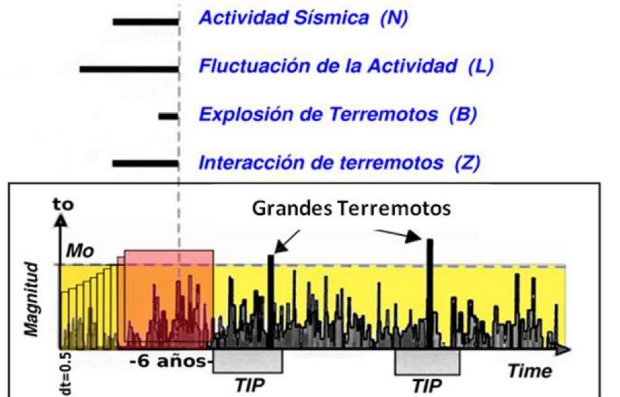 Actividad Sísmica (N)
Fluctuación de la Actividad (L)
Explosión de Terremotos (B)
Interacción de terremotos (Z)
to
Grandes Terremotos
Mo
Magnitud
dt=0.5
-6 años-
TIP
TIP
Time